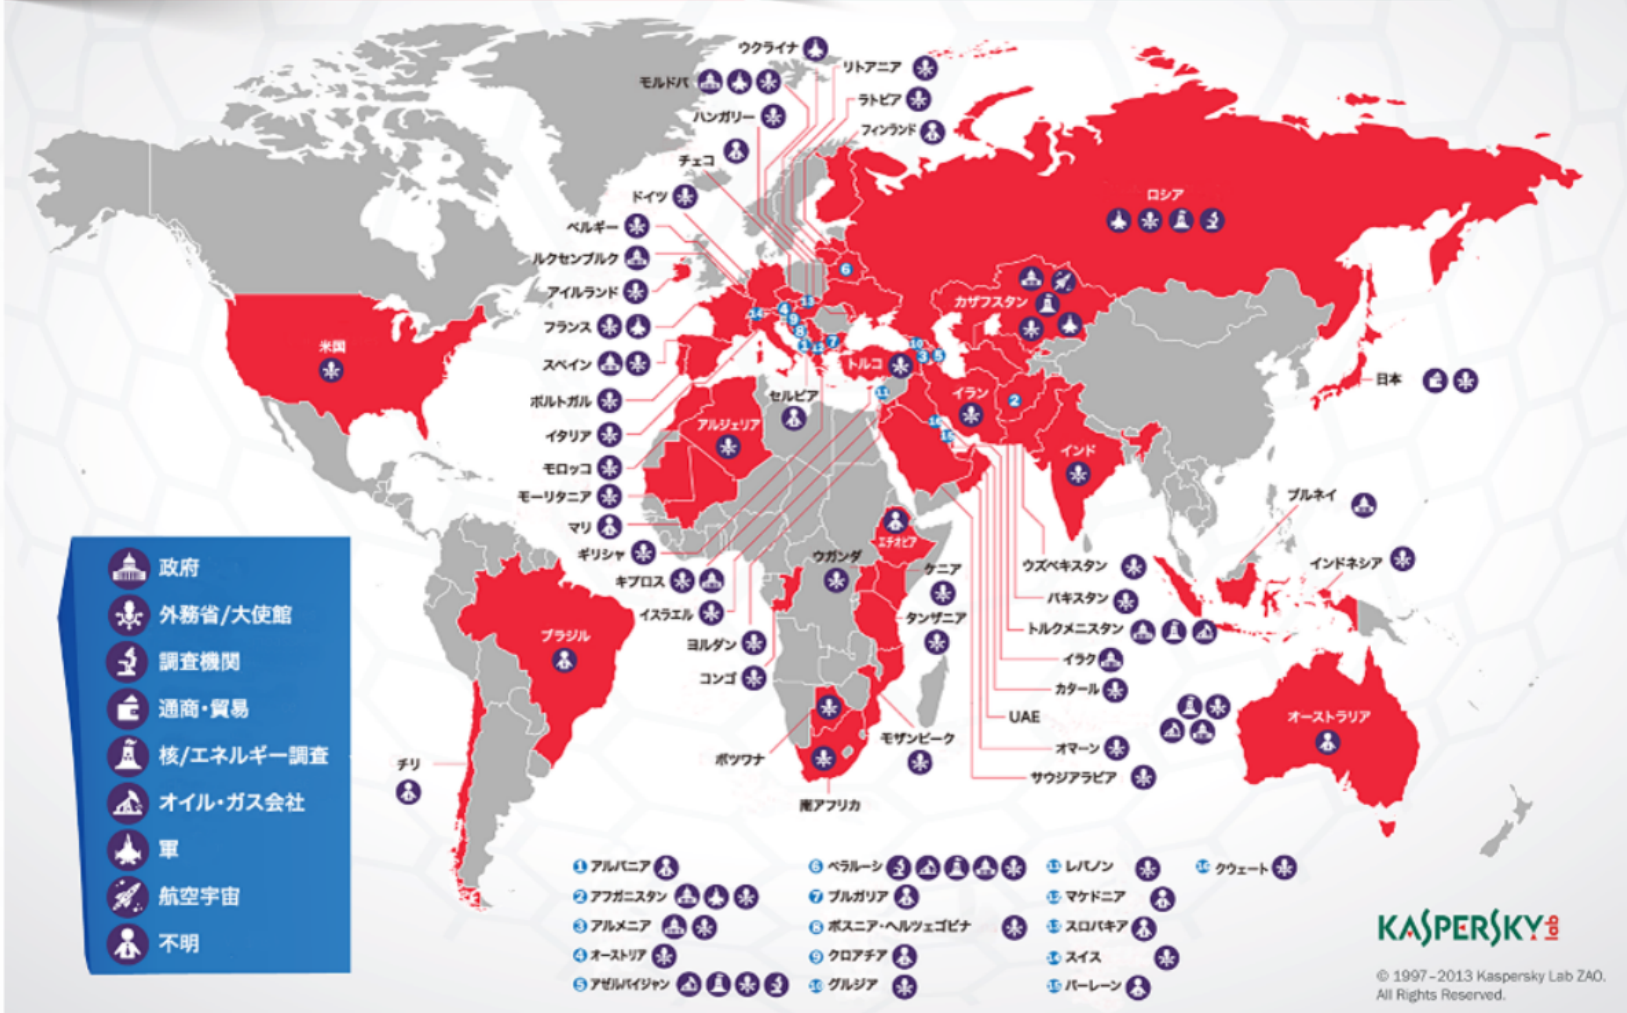 ウクライナ
リトアニア
モルドバ
ラトビア
ハンガリー
フィンランド
チェコ
ドイツ
ロシア
ベルギー
ルクセンブルク
アイルランド
カザフスタン
フランス
米国
スペイン
トルコ
イラン
日本
ポルトガル
セルビア
アルジェリア
イタリア
インド
モロッコ
モーリタニア
ブルネイ
マリ
エチオピア
ギリシャ
ウガンダ
ケニア
ウズベキスタン
インドネシア
キプロス
パキスタン
イスラエル
タンザニア
トルクメニスタン
ブラジル
ヨルダン
イラク
コンゴ
カタール
UAE
オーストラリア
モザンビーク
オマーン
ボツワナ
チリ
サウジアラビア
南アフリカ
6
4
13
14
9
8
1
12
7
10
3
5
11
2
16
15
政府
外務省/大使館
調査機関
通商・貿易
核/エネルギー調査
オイル・ガス会社
軍
航空宇宙
不明
1 アルバニア
2 アフガニスタン
3 アルメニア
4 オーストリア
5 アゼルバイジャン
6 ベラルーシ
7 ブルガリア
8 ボスニア・ヘルツェゴビナ
9 クロアチア
10 グルジア
11 レバノン
12 マケドニア
13 スロバキア
14 スイス
15 バーレーン
16 クウェート
KASPERSKY lab
© 1997-2013 Kaspersky Lab ZAO.
All Rights Reserved.